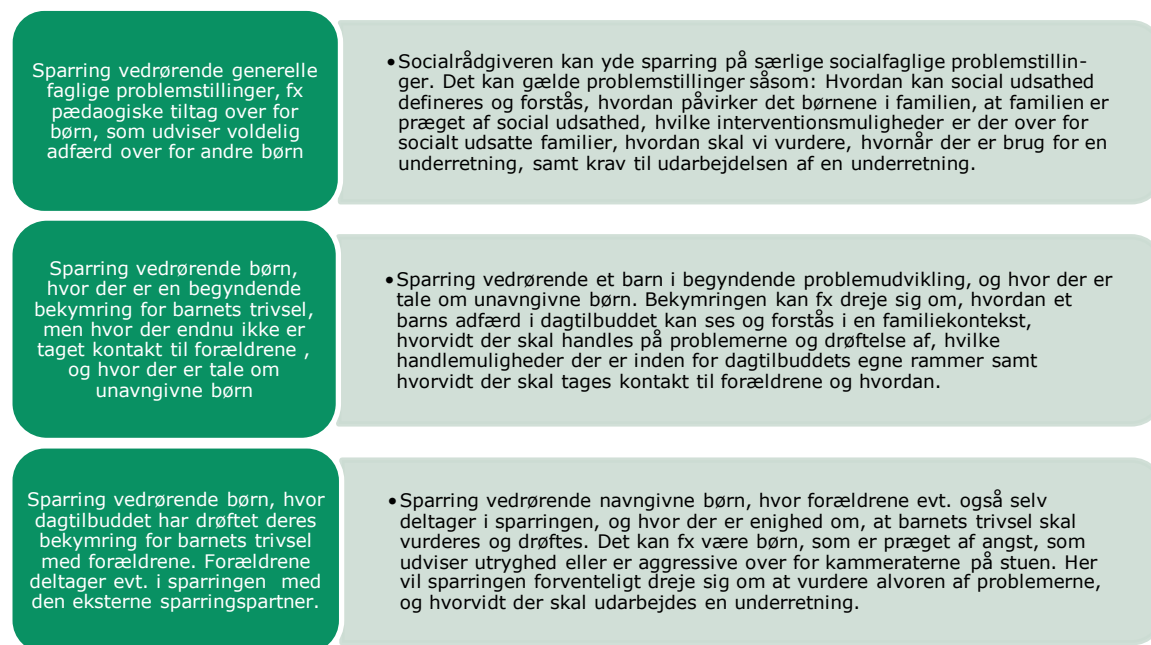 Sparring vedrørende generelle
faglige problemstillinger, fx
pædaogiske tiltag over for
børn, som udviser voldelig
adfærd over for andre børn
•Socialrådgiveren kan yde sparring på særlige socialfaglige problemstillin-
ger. Det kan gælde problemstillinger såsom: Hvordan kan social udsathed
defineres og forstås, hvordan påvirker det børnene i familien, at familien er
præget af social udsathed, hvilke interventionsmuligheder er der over for
socialt udsatte familier, hvordan skal vi vurdere, hvornår der er brug for en
underretning, samt krav til udarbejdelsen af en underretning.
Sparring vedrørende børn,
hvor der er en begyndende
bekymring for barnets trivsel,
men hvor der endnu ikke er
taget kontakt til forældrene ,
og hvor der er tale om
unavngivne børn
•Sparring vedrørende et barn i begyndende problemudvikling, og hvor der er
tale om unavngivne børn. Bekymringen kan fx dreje sig om, hvordan et
barns adfærd i dagtilbuddet kan ses og forstås i en familiekontekst,
hvorvidt der skal handles på problemerne og drøftelse af, hvilke
handlemuligheder der er inden for dagtilbuddets egne rammer samt
hvorvidt der skal tages kontakt til forældrene og hvordan.
Sparring vedrørende børn, hvor
dagtilbuddet har drøftet deres
bekymring for barnets trivsel
med forældrene. Forældrene
deltager evt. i sparringen med
den eksterne sparringspartner.
•Sparring vedrørende navngivne børn, hvor forældrene evt. også selv
deltager i sparringen, og hvor der er enighed om, at barnets trivsel skal
vurderes og drøftes. Det kan fx være børn, som er præget af angst, som
udviser utryghed eller er aggressive over for kammeraterne på stuen. Her
vil sparringen forventeligt dreje sig om at vurdere alvoren af problemerne,
og hvorvidt der skal udarbejdes en underretning.